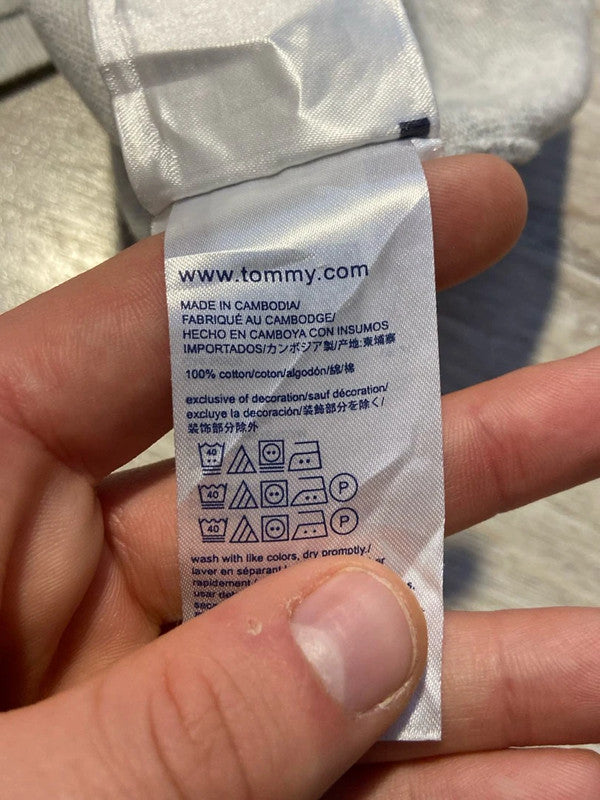 www.tommy.com
MADE IN CAMBODIA/
FABRIQUÉ AU CAMBODGE/
HECHO EN CAMBOYA CON INSUMOS
IMPORTADOS/カンボジア製/产地:柬埔寨
100% cotton/coton/algodón/綿/棉
exclusive of decoration/sauf décoration/
excluye la decoración/装飾部分を除く/
装饰部分除外
40
40 P
40 P
wash with like colors, dry promptly./
laver en séparant
rapidement/
usar